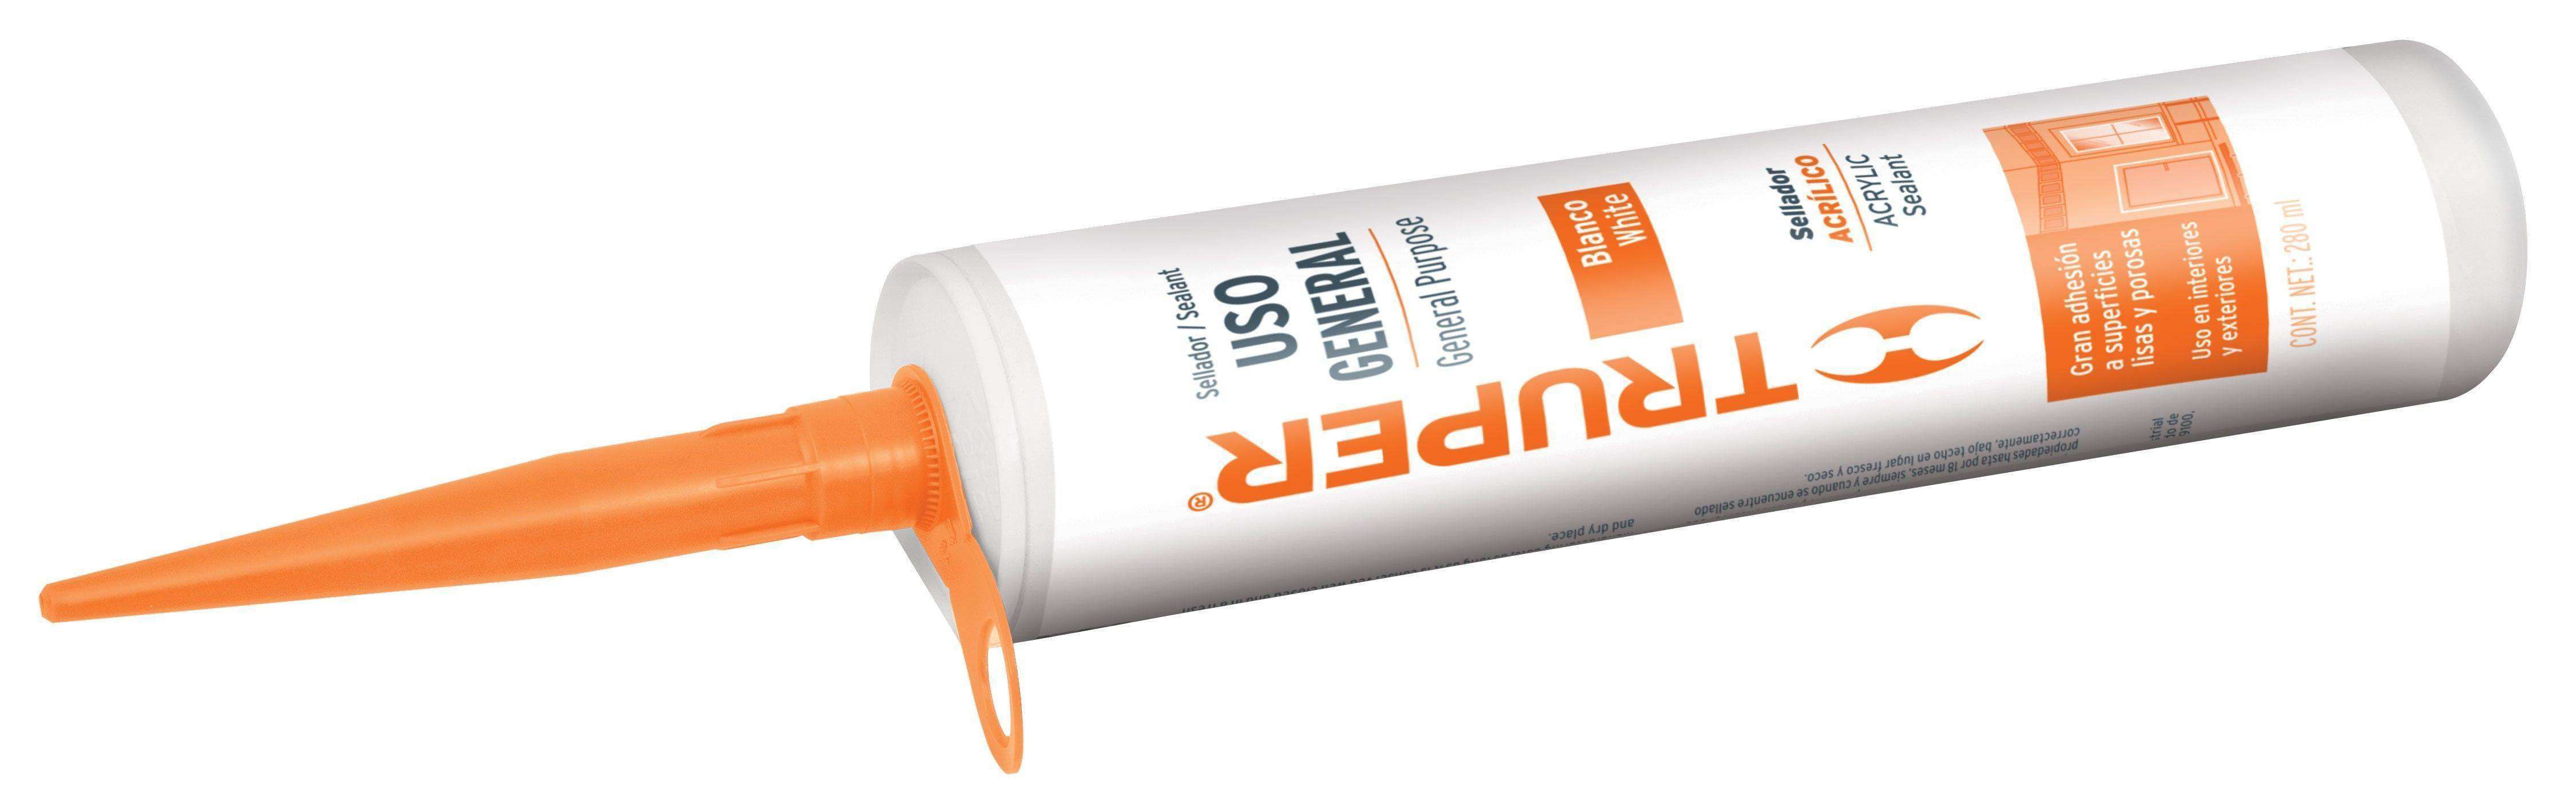 Sellador / Sealant
USO
GENERAL
General Purpose
Blanco
White
Sellador
ACRÍLICO
ACRYLIC
Sealant
TRUPER®
Gran adhesión
a superficies
lisas y porosas
Uso en interiores
y exteriores
CONT. NET.: 280 ml
propiedades hasta por 18 meses, siempre y cuando se encuentre sellado
correctamente, bajo techo en lugar fresco y seco.
and dry place.